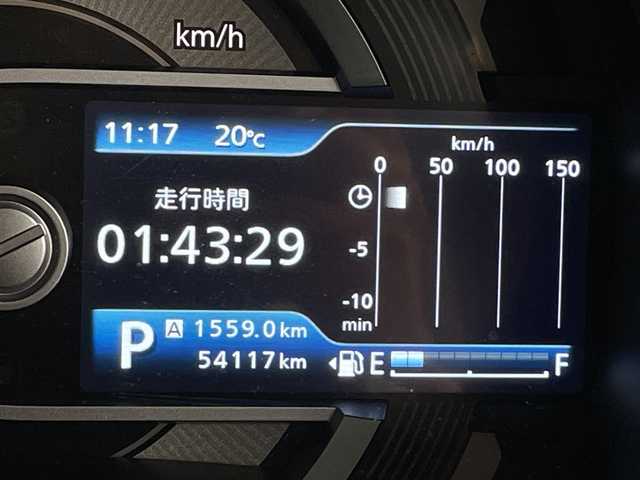 km/h
11:17 20℃
km/h
0 50 100 150
走行時間
01:43:29
-5
-10
min
P A 1559.0 km
54117 km
E F